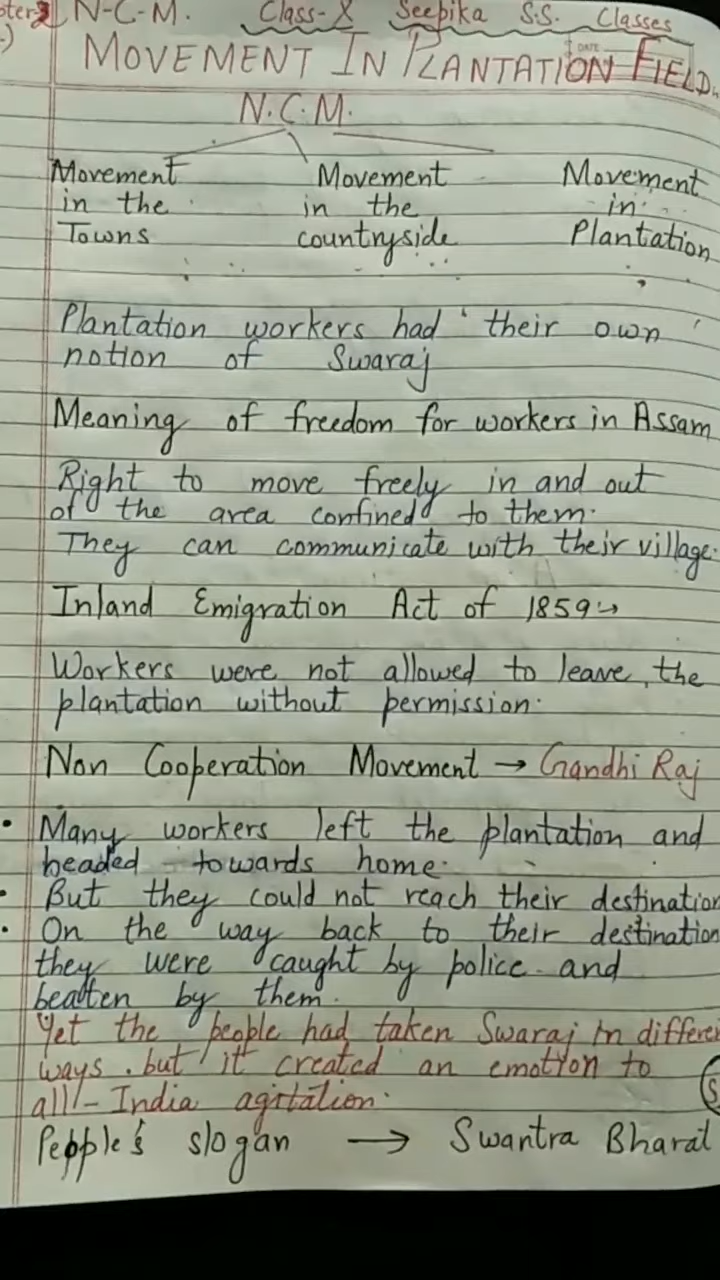 N-C-M. Class-X Seepika S.S. Classes
MOVEMENT IN PLANTATION FIELD.
DATE
N.C.M.
Movement Movement Movement
in the in the in
Towns countryside Plantation
Plantation workers had their own
notion of Swaraj
Meaning of freedom for workers in Assam
Right to move freely in and out
of the area confined to them.
They can communicate with their village.
Inland Emigration Act of 1859→
Workers were not allowed to leave the
plantation without permission.
Non Cooperation Movement → Gandhi Raj
• Many workers left the plantation and
headed towards home.
• But they could not reach their destination
• On the way back to their destination
they were caught by police and
beaten by them.
Yet the people had taken Swaraj in differen
ways. but it created an emotion to
all-India agitation.
People's slogan → Swantra Bharat